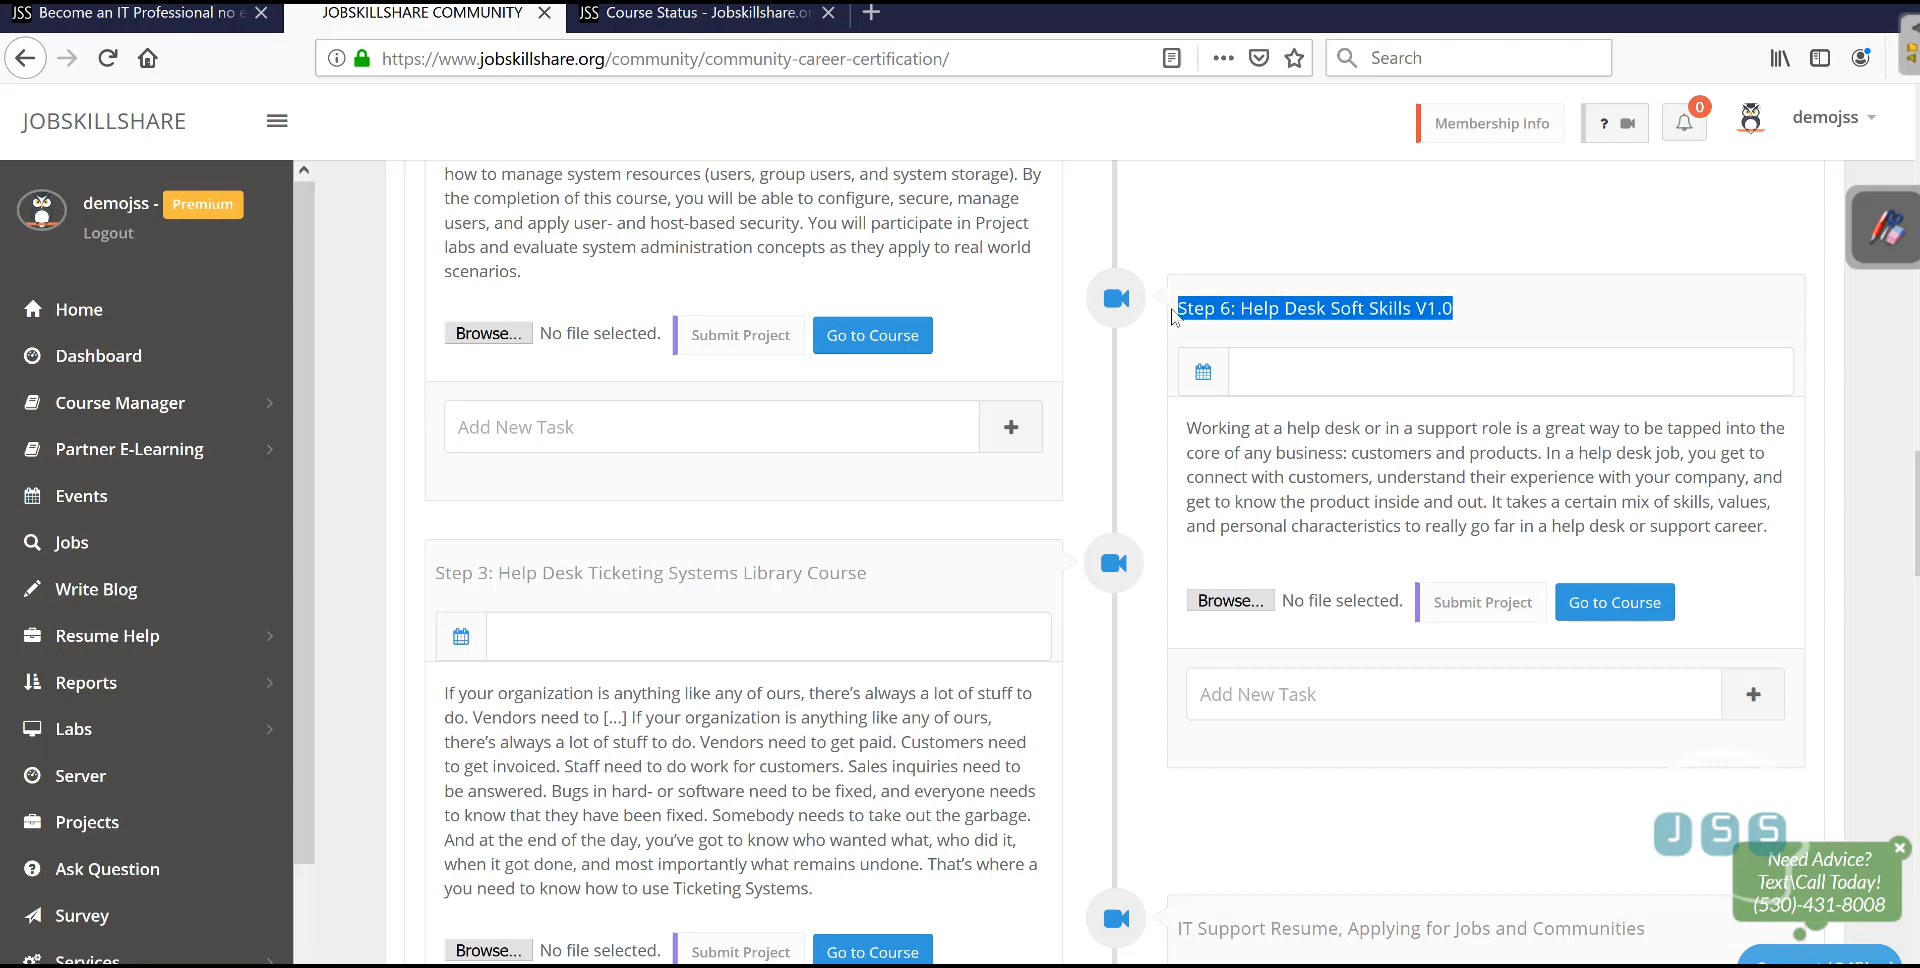 JSS Become an IT Professional no e
JOBSKILLSHARE COMMUNITY
JSS Course Status - Jobskillshare.or
https://www.jobskillshare.org/community/community-career-certification/
Search
JOBSKILLSHARE
Membership Info
?
0
demojss
demojss - Premium
Logout
Home
Dashboard
Course Manager
Partner E-Learning
Events
Jobs
Write Blog
Resume Help
Reports
Labs
Server
Projects
Ask Question
Survey
Services
how to manage system resources (users, group users, and system storage). By
the completion of this course, you will be able to configure, secure, manage
users, and apply user- and host-based security. You will participate in Project
labs and evaluate system administration concepts as they apply to real world
scenarios.
Browse... No file selected. Submit Project Go to Course
Add New Task
Step 3: Help Desk Ticketing Systems Library Course
If your organization is anything like any of ours, there's always a lot of stuff to
do. Vendors need to [...] If your organization is anything like any of ours,
there's always a lot of stuff to do. Vendors need to get paid. Customers need
to get invoiced. Staff need to do work for customers. Sales inquiries need to
be answered. Bugs in hard- or software need to be fixed, and everyone needs
to know that they have been fixed. Somebody needs to take out the garbage.
And at the end of the day, you've got to know who wanted what, who did it,
when it got done, and most importantly what remains undone. That's where a
you need to know how to use Ticketing Systems.
Browse... No file selected. Submit Project Go to Course
Step 6: Help Desk Soft Skills V1.0
Working at a help desk or in a support role is a great way to be tapped into the
core of any business: customers and products. In a help desk job, you get to
connect with customers, understand their experience with your company, and
get to know the product inside and out. It takes a certain mix of skills, values,
and personal characteristics to really go far in a help desk or support career.
Browse... No file selected. Submit Project Go to Course
Add New Task
JSS
Need Advice?
Text\Call Today!
(530)-431-8008
IT Support Resume, Applying for Jobs and Communities